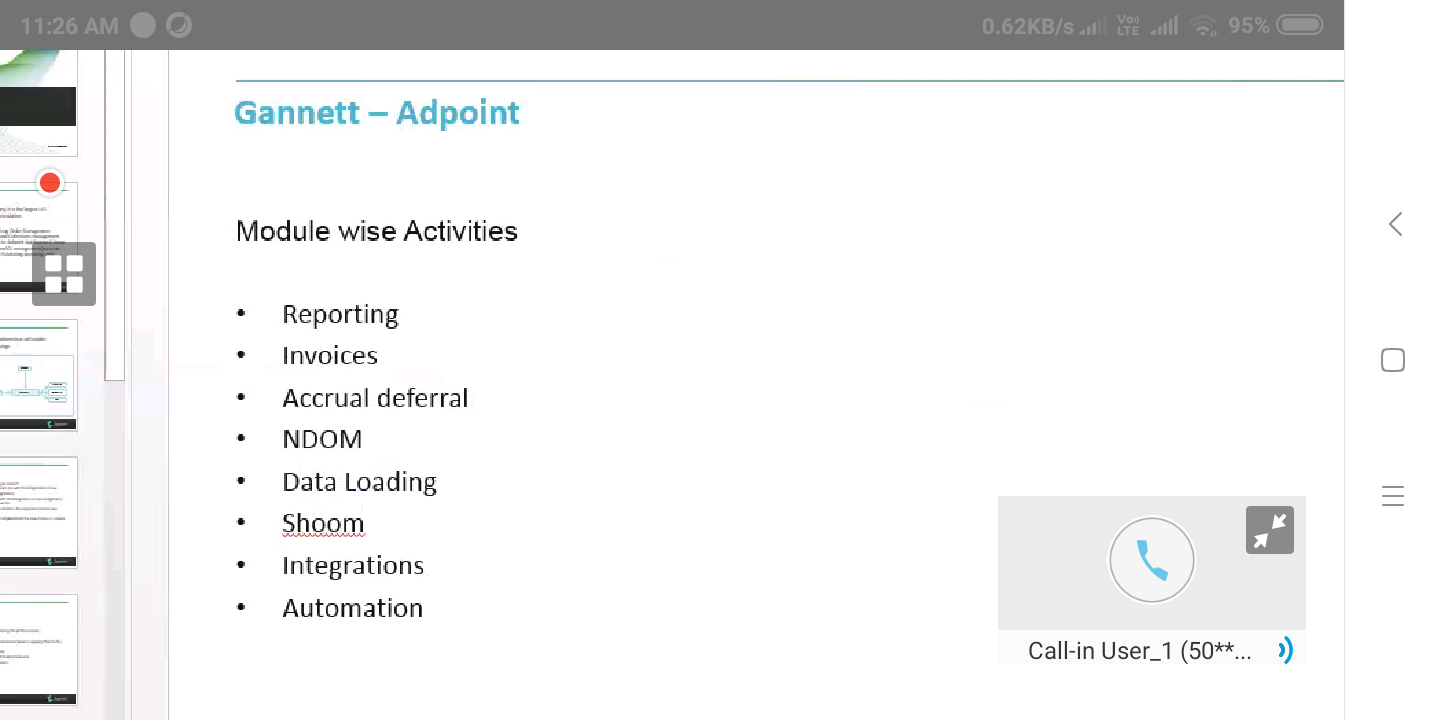 11:26 AM
0.62KB/s
Vo) LTE
95%
Gannett – Adpoint
Module wise Activities
• Reporting
• Invoices
• Accrual deferral
• NDOM
• Data Loading
• Shoom
• Integrations
• Automation
Call-in User_1 (50**...